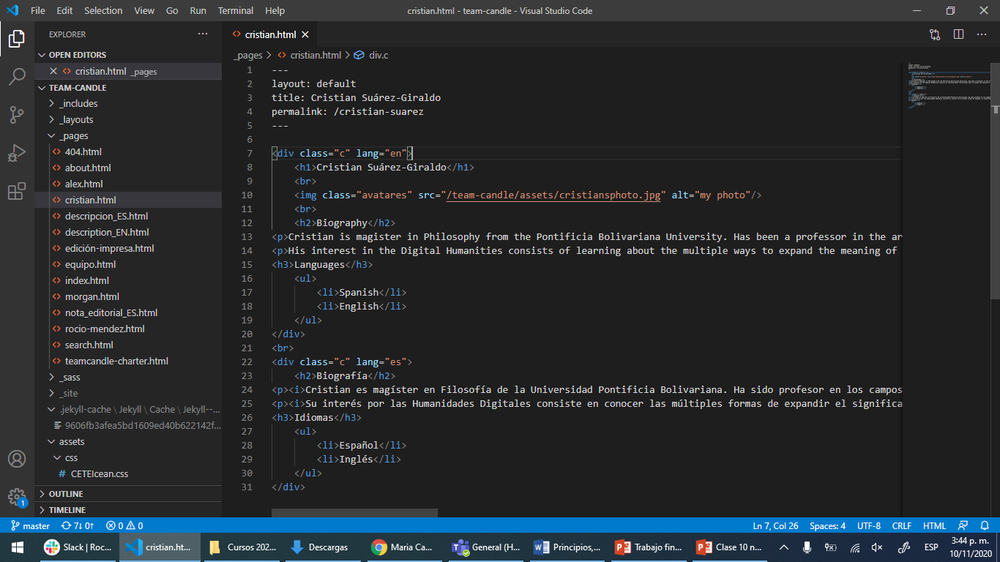 File Edit Selection View Go Run Terminal Help cristian.html - team-candle - Visual Studio Code
EXPLORER
OPEN EDITORS
cristian.html _pages
TEAM-CANDLE
_includes
_layouts
_pages
404.html
about.html
alex.html
cristian.html
descripcion_ES.html
description_EN.html
edición-impresa.html
equipo.html
index.html
morgan.html
nota_editorial_ES.html
rocio-mendez.html
search.html
teamcandle-charter.html
_sass
_site
.jekyll-cache \ Jekyll \ Cache \ Jekyll--...
9606fb3afea5bd1609ed40b622142f...
assets
css
# CETEIcean.css
OUTLINE
TIMELINE
cristian.html
_pages > cristian.html > div.c
1 ---
2 layout: default
3 title: Cristian Suárez-Giraldo
4 permalink: /cristian-suarez
5 ---
6
7 <div class="c" lang="en">
8 <h1>Cristian Suárez-Giraldo</h1>
9 <br>
10 <img class="avatares" src="/team-candle/assets/cristiansphoto.jpg" alt="my photo"/>
11 <br>
12 <h2>Biography</h2>
13 <p>Cristian is magister in Philosophy from the Pontificia Bolivariana University. Has been a professor in the ar
14 <p>His interest in the Digital Humanities consists of learning about the multiple ways to expand the meaning of
15 <h3>Languages</h3>
16 <ul>
17 <li>Spanish</li>
18 <li>English</li>
19 </ul>
20 </div>
21 <br>
22 <div class="c" lang="es">
23 <h2>Biografía</h2>
24 <p><i>Cristian es magíster en Filosofía de la Universidad Pontificia Bolivariana. Ha sido profesor en los campos
25 <p><i>Su interés por las Humanidades Digitales consiste en conocer las múltiples formas de expandir el significa
26 <h3>Idiomas</h3>
27 <ul>
28 <li>Español</li>
29 <li>Inglés</li>
30 </ul>
31 </div>
master 7↓ 0↑ 0 0 Ln 7, Col 26 Spaces: 4 UTF-8 CRLF HTML
Slack | Roc... cristian.ht... Cursos 202... Descargas Maria Ca... General (H... Principios,... Trabajo fin... Clase 10 n... ESP 3:44 p. m.
10/11/2020